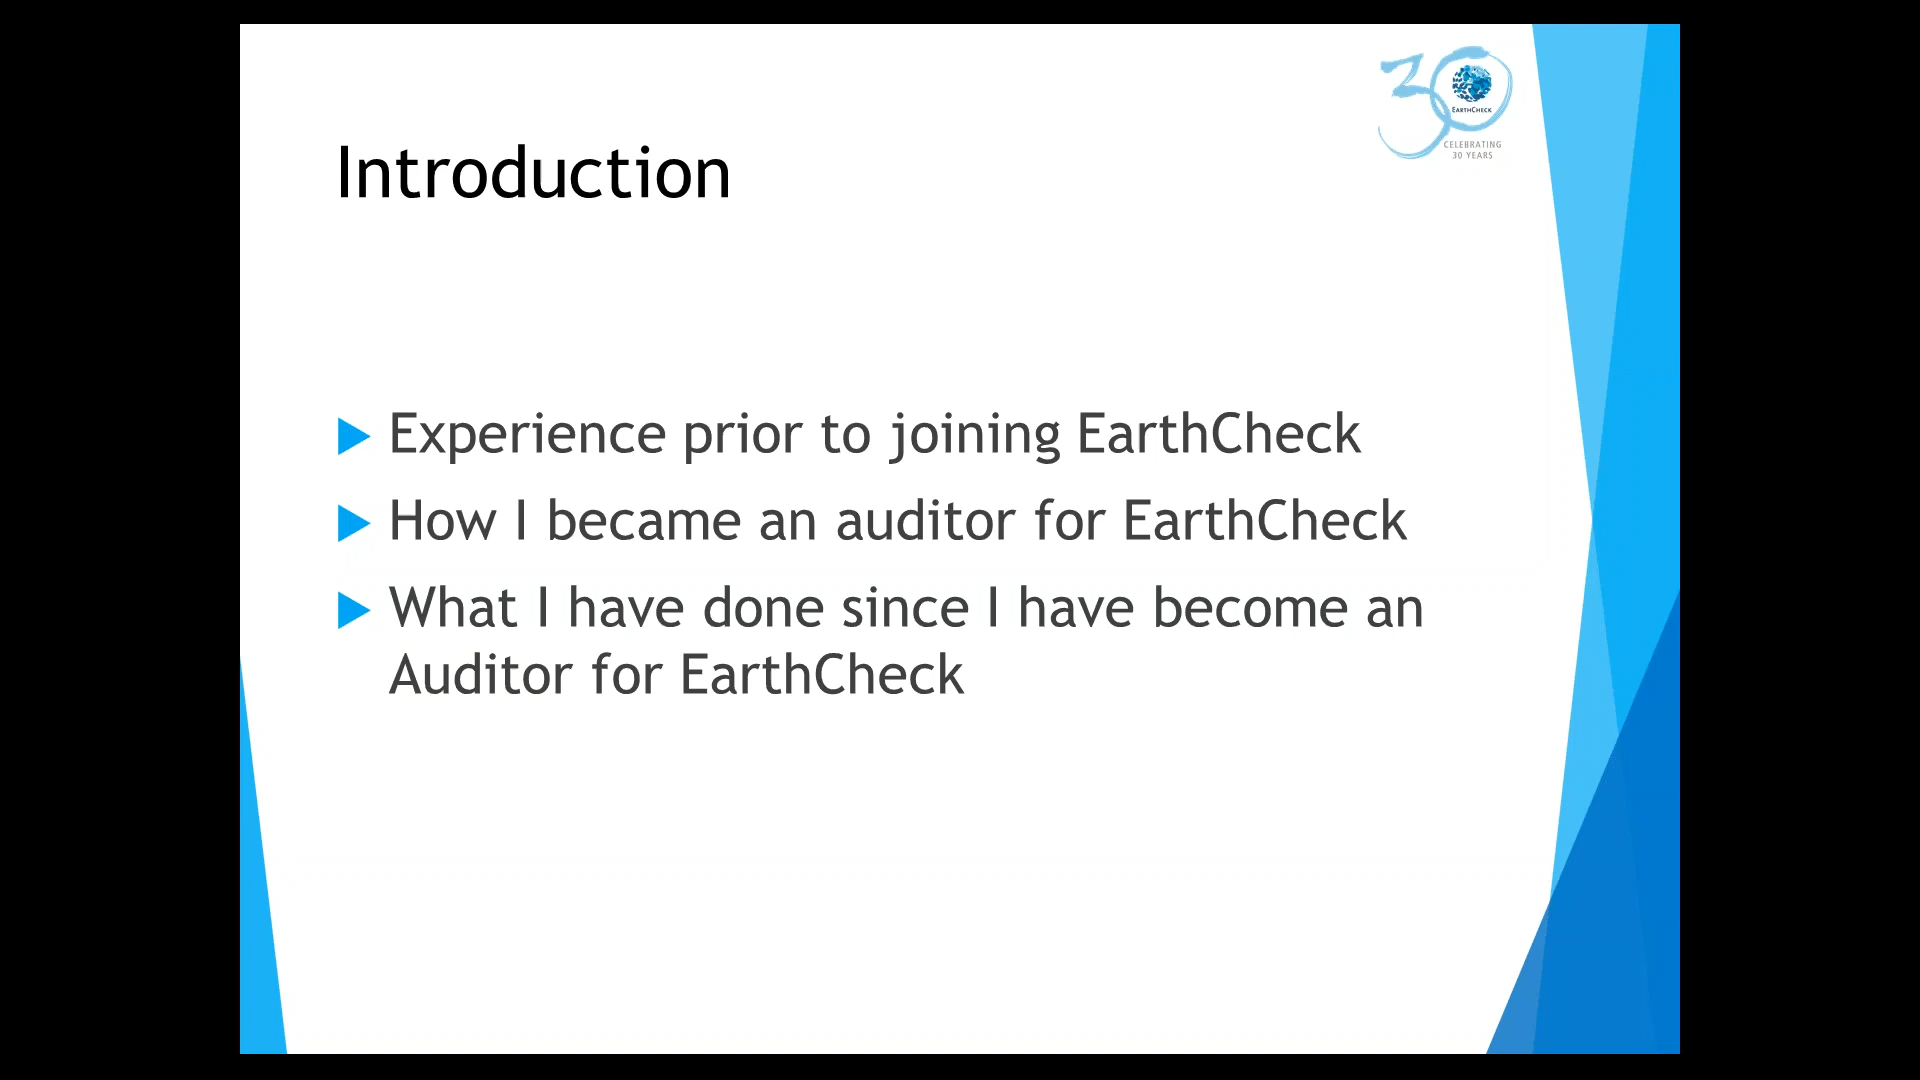 30
EARTHCHECK
CELEBRATING
30 YEARS
Introduction
Experience prior to joining EarthCheck
How I became an auditor for EarthCheck
What I have done since I have become an
Auditor for EarthCheck